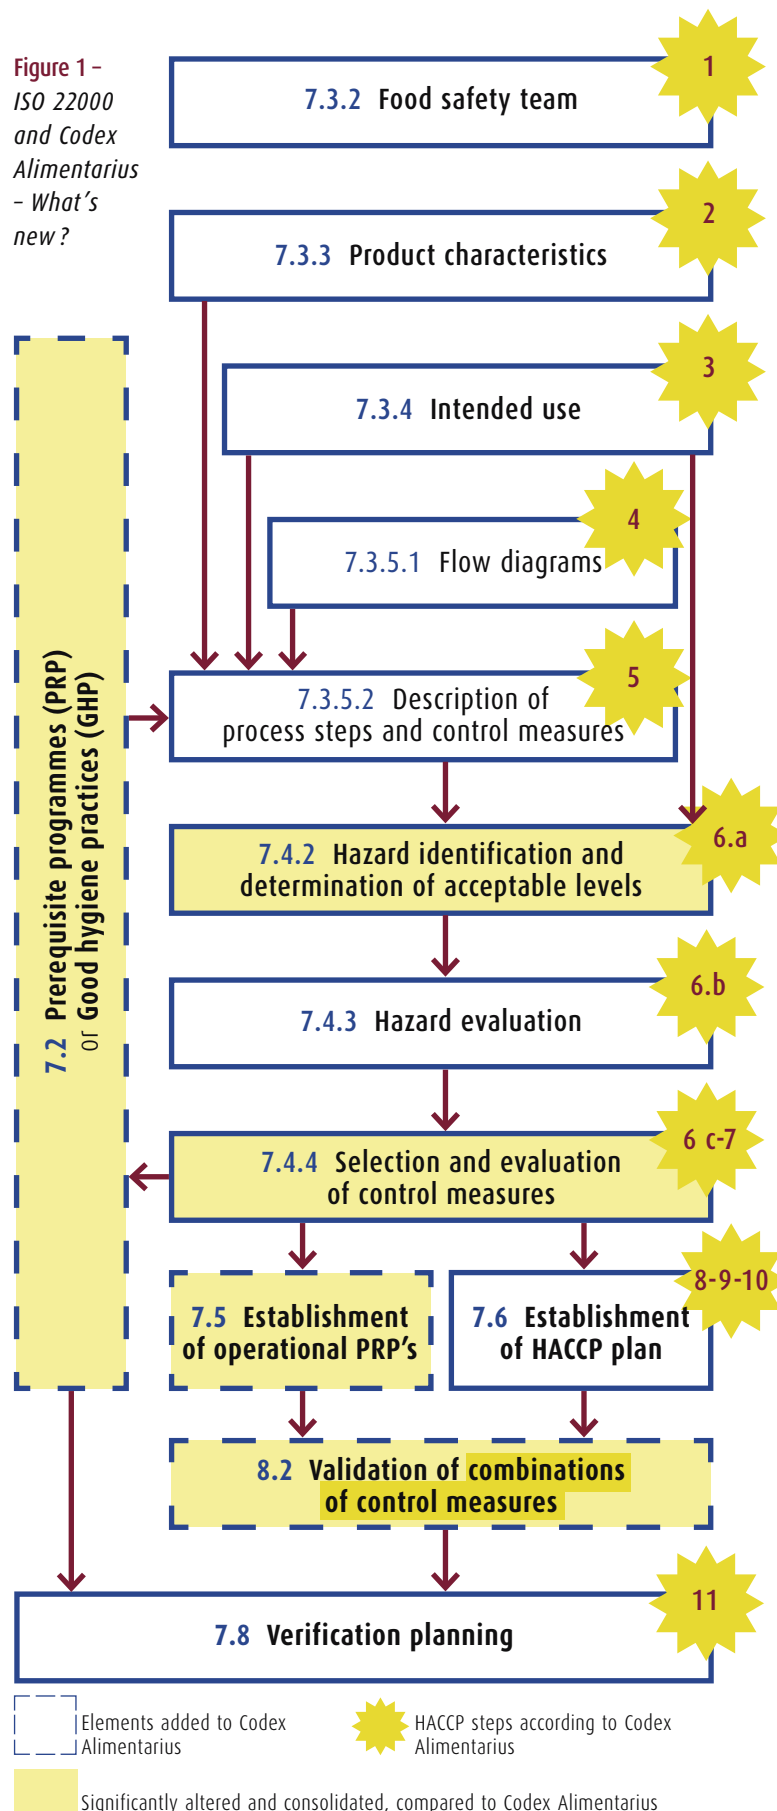 Figure 1 –
ISO 22000
and Codex
Alimentarius
– What's
new ?
1
7.3.2 Food safety team
2
7.3.3 Product characteristics
3
7.3.4 Intended use
4
7.3.5.1 Flow diagrams
5
7.3.5.2 Description of
process steps and control measures
7.2 Prerequisite programmes (PRP)
or Good hygiene practices (GHP)
6.a
7.4.2 Hazard identification and
determination of acceptable levels
6.b
7.4.3 Hazard evaluation
6 c-7
7.4.4 Selection and evaluation
of control measures
8-9-10
7.5 Establishment
of operational PRP's
7.6 Establishment
of HACCP plan
8.2 Validation of combinations
of control measures
11
7.8 Verification planning
Elements added to Codex
Alimentarius
HACCP steps according to Codex
Alimentarius
Significantly altered and consolidated, compared to Codex Alimentarius